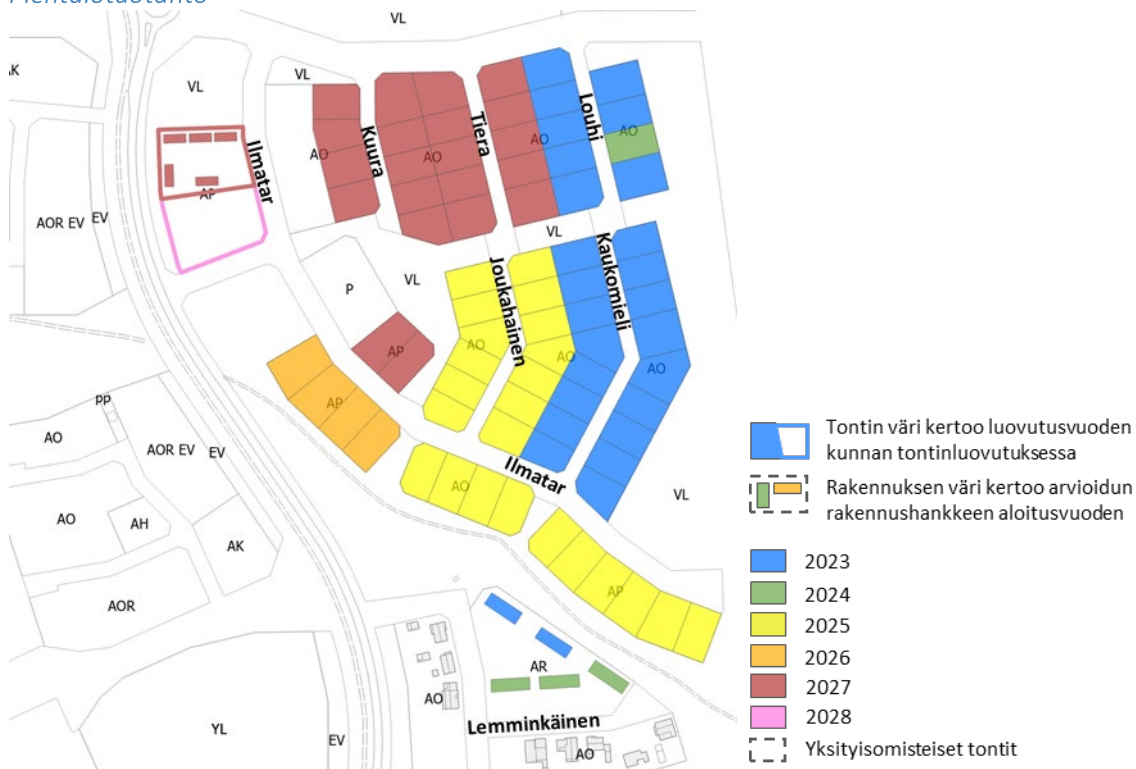 Pientalotuotanto
VL
AK
VL
VL
Ilmatar
AO
Kuura
AO
Tiera
AO
Louhi
AO
AP
AOR EV
EV
VL
Kaukomieli
P
VL
Joukahainen
AP
AO
AO
AO
AP
PP
AO
AOR EV
EV
Ilmatar
AO
VL
AO
AH
AK
AOR
AP
AR
AO
Lemminkäinen
YL
EV
AO
Tontin väri kertoo luovutusvuoden
kunnan tontinluovutuksessa
Rakennuksen väri kertoo arvioidun
rakennushankkeen aloitusvuoden
2023
2024
2025
2026
2027
2028
Yksityisomisteiset tontit